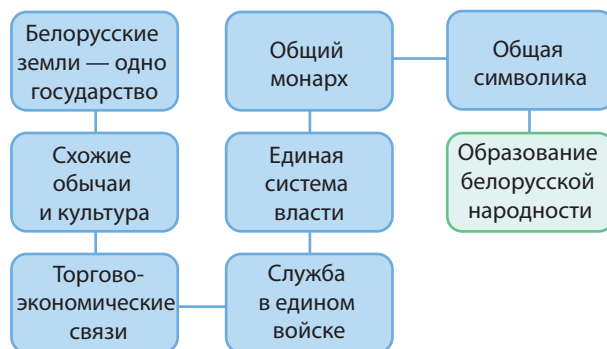 Белорусские
земли — одно
государство
Схожие
обычаи
и культура
Торгово-
экономические
связи
Служба
в едином
войске
Единая
система
власти
Общий
монарх
Общая
символика
Образование
белорусской
народности